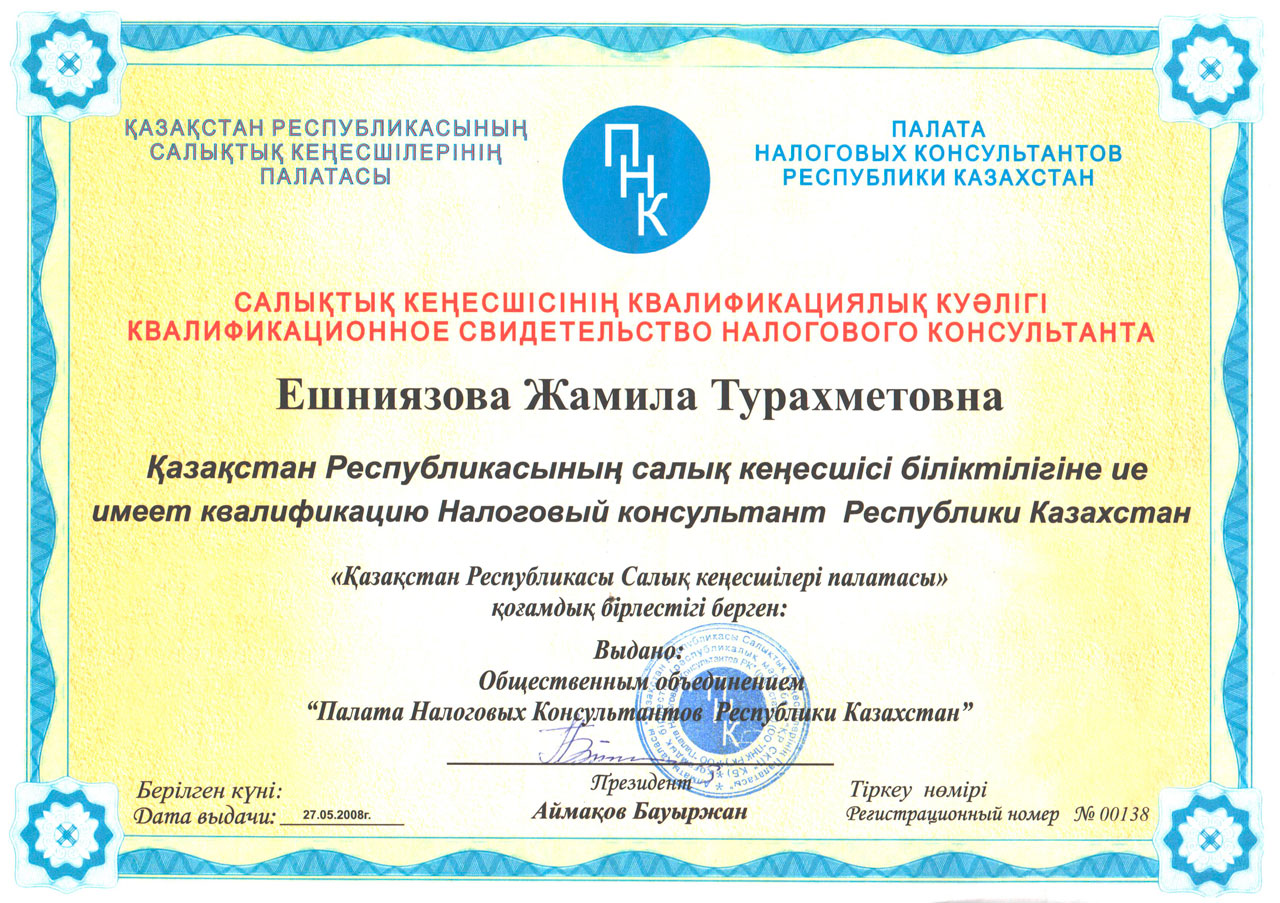 ҚАЗАҚСТАН РЕСПУБЛИКАСЫНЫҢ
САЛЫҚТЫҚ КЕҢЕСШІЛЕРІНІҢ
ПАЛАТАСЫ
ПНК
ПАЛАТА
НАЛОГОВЫХ КОНСУЛЬТАНТОВ
РЕСПУБЛИКИ КАЗАХСТАН
САЛЫҚТЫҚ КЕҢЕСШІСІНІҢ КВАЛИФИКАЦИЯЛЫҚ КУӘЛІГІ
КВАЛИФИКАЦИОННОЕ СВИДЕТЕЛЬСТВО НАЛОГОВОГО КОНСУЛЬТАНТА
Ешниязова Жамила Турахметовна
Қазақстан Республикасының салық кеңесшісі біліктілігіне ие
имеет квалификацию Налоговый консультант Республики Казахстан
«Қазақстан Республикасы Салық кеңесшілері палатасы»
қоғамдық бірлестігі берген:
Выдано:
Общественным объединением
“Палата Налоговых Консультантов Республики Казахстан”
Президент
Аймақов Бауыржан
Берілген күні:
Дата выдачи: 27.05.2008г.
Тіркеу нөмірі
Регистрационный номер № 00138